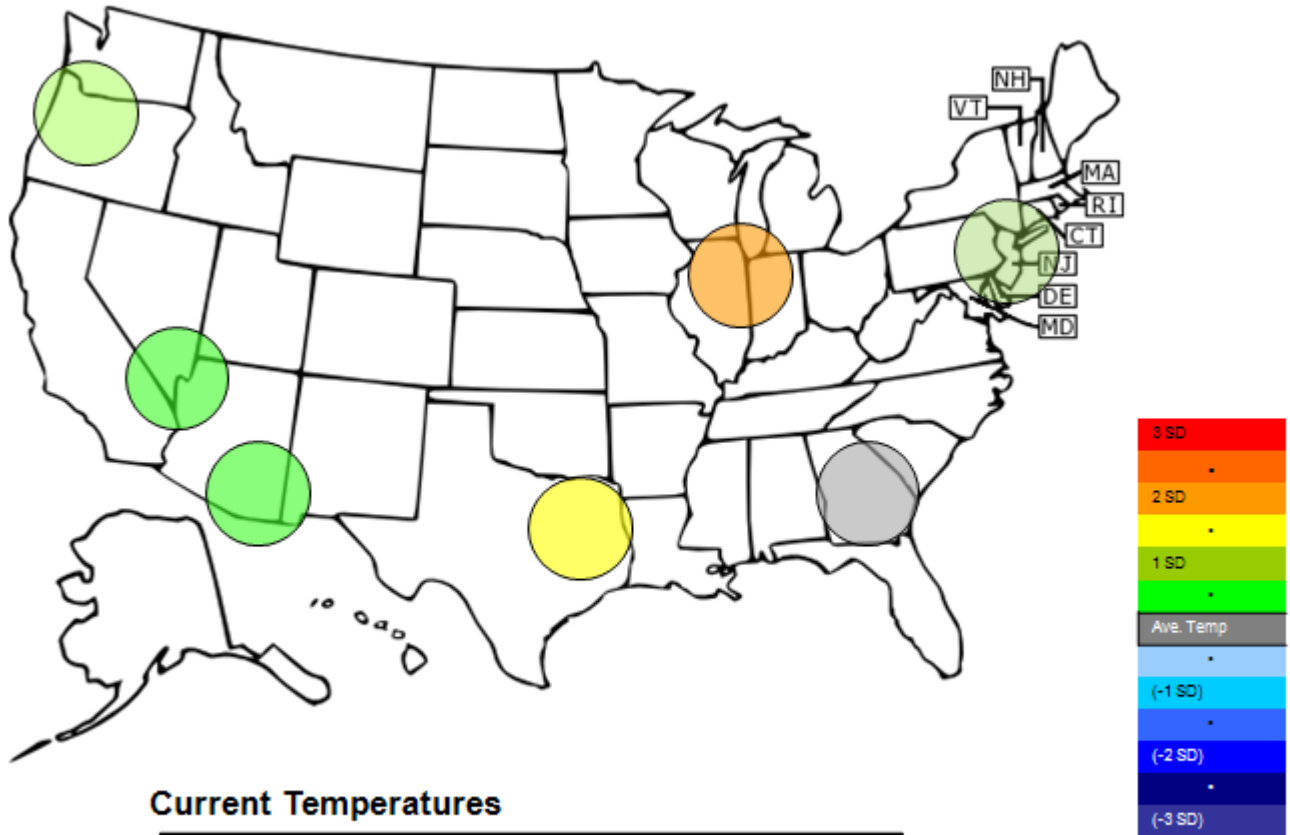 NH
VT
MA
RI
CT
NJ
DE
MD
3 SD
2 SD
1 SD
Ave. Temp
(-1 SD)
(-2 SD)
(-3 SD)
Current Temperatures